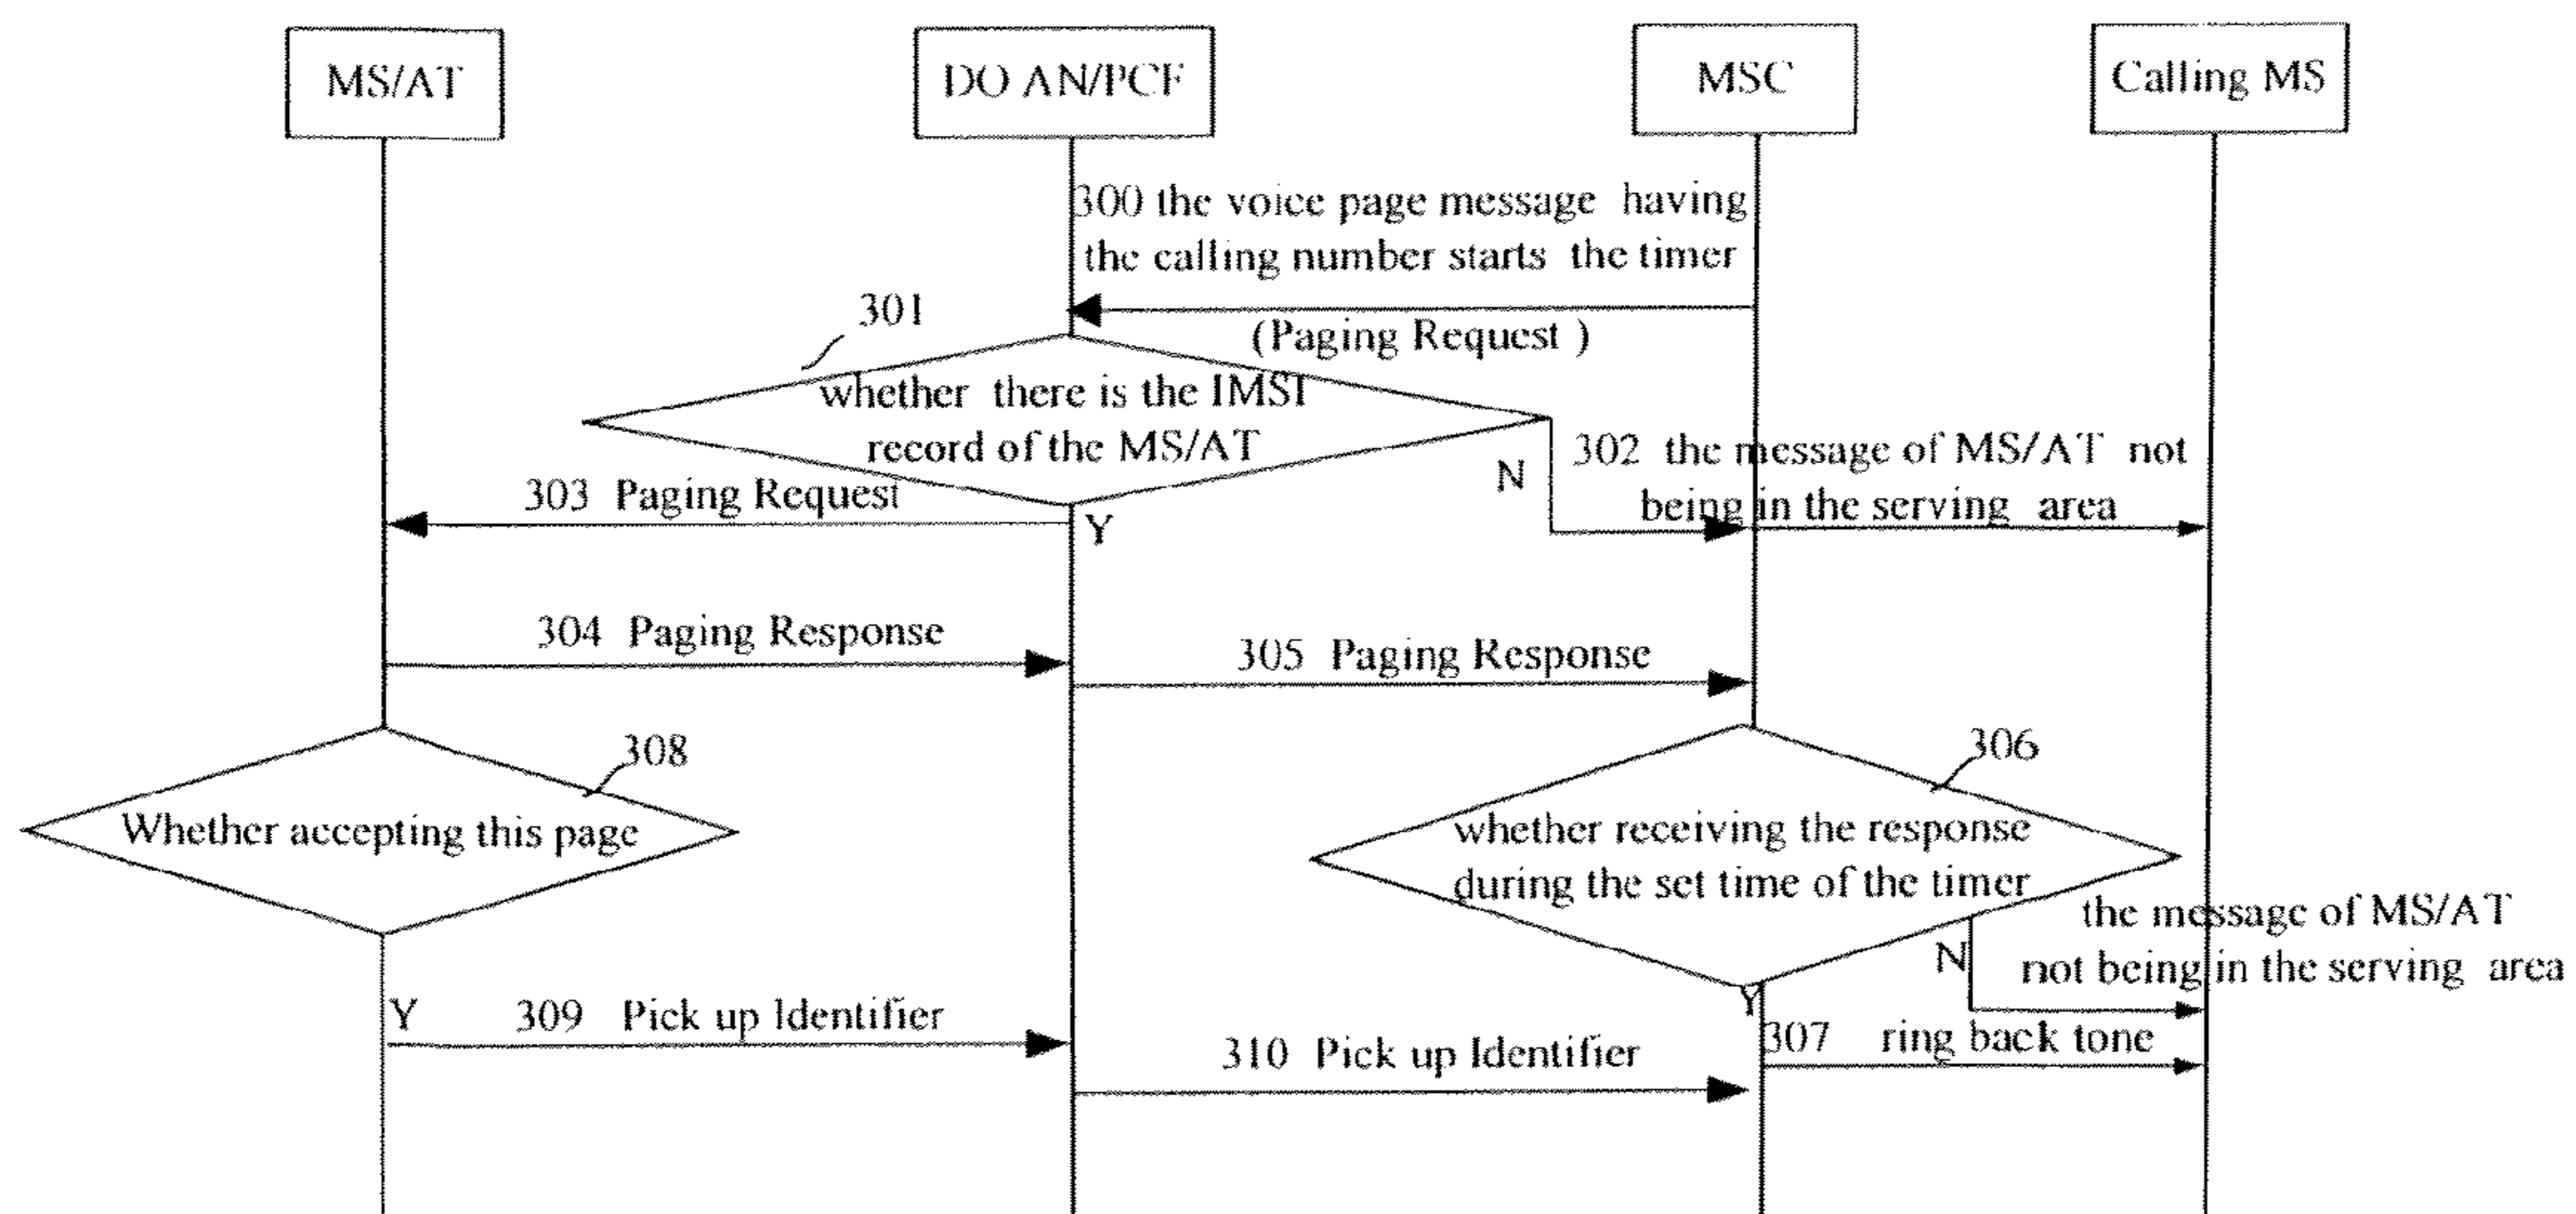 MS/AT
DO AN/PCF
MSC
Calling MS
300 the voice page message having
the calling number starts the timer
(Paging Request )
301
whether there is the IMSI
record of the MS/AT
N
302 the message of MS/AT not
being in the serving area
303 Paging Request
Y
304 Paging Response
305 Paging Response
308
Whether accepting this page
306
whether receiving the response
during the set time of the timer
N
the message of MS/AT
not being in the serving area
Y
309 Pick up Identifier
Y
307 ring back tone
310 Pick up Identifier